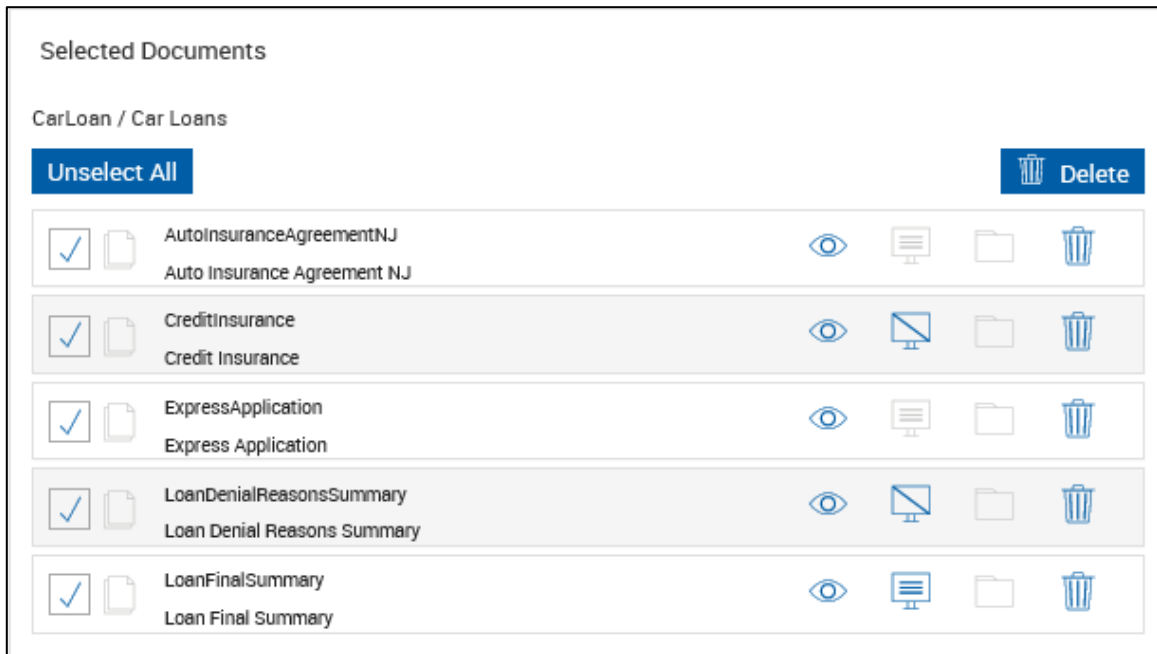 Selected Documents
CarLoan / Car Loans
Unselect All
Delete
AutoInsuranceAgreementNJ
Auto Insurance Agreement NJ
CreditInsurance
Credit Insurance
ExpressApplication
Express Application
LoanDenialReasonsSummary
Loan Denial Reasons Summary
LoanFinalSummary
Loan Final Summary